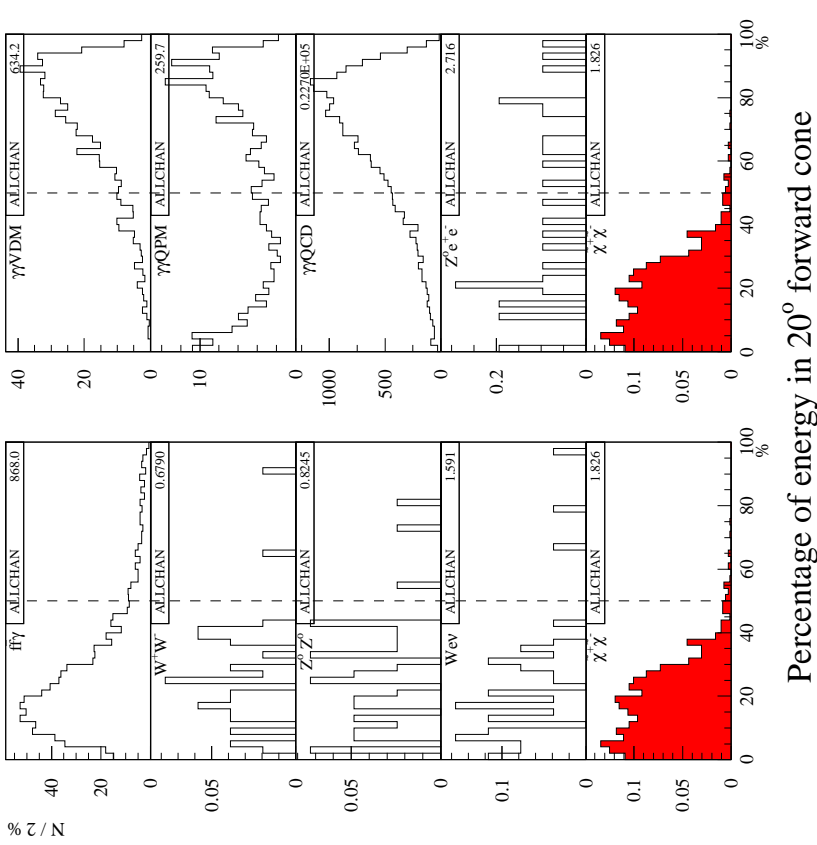 N / 2 %
ALLCHAN 868.0
ffγ
40
20
0
ALLCHAN 0.6790
W⁺W⁻
0.05
0
ALLCHAN 0.8245
Z⁰Z⁰
0.05
0
ALLCHAN 1.591
Weν
0.1
0
ALLCHAN 1.826
χ̃⁺χ̃⁻
0.1
0.05
0
0 20 40 60 80 100
%
ALLCHAN 634.2
γγVDM
40
20
0
ALLCHAN 259.7
γγQPM
10
0
ALLCHAN 0.2270E+05
γγQCD
1000
500
0
ALLCHAN 2.716
Z⁰e⁺e⁻
0.2
0
ALLCHAN 1.826
χ̃⁺χ̃⁻
0.1
0.05
0
0 20 40 60 80 100
%
Percentage of energy in 20⁰ forward cone